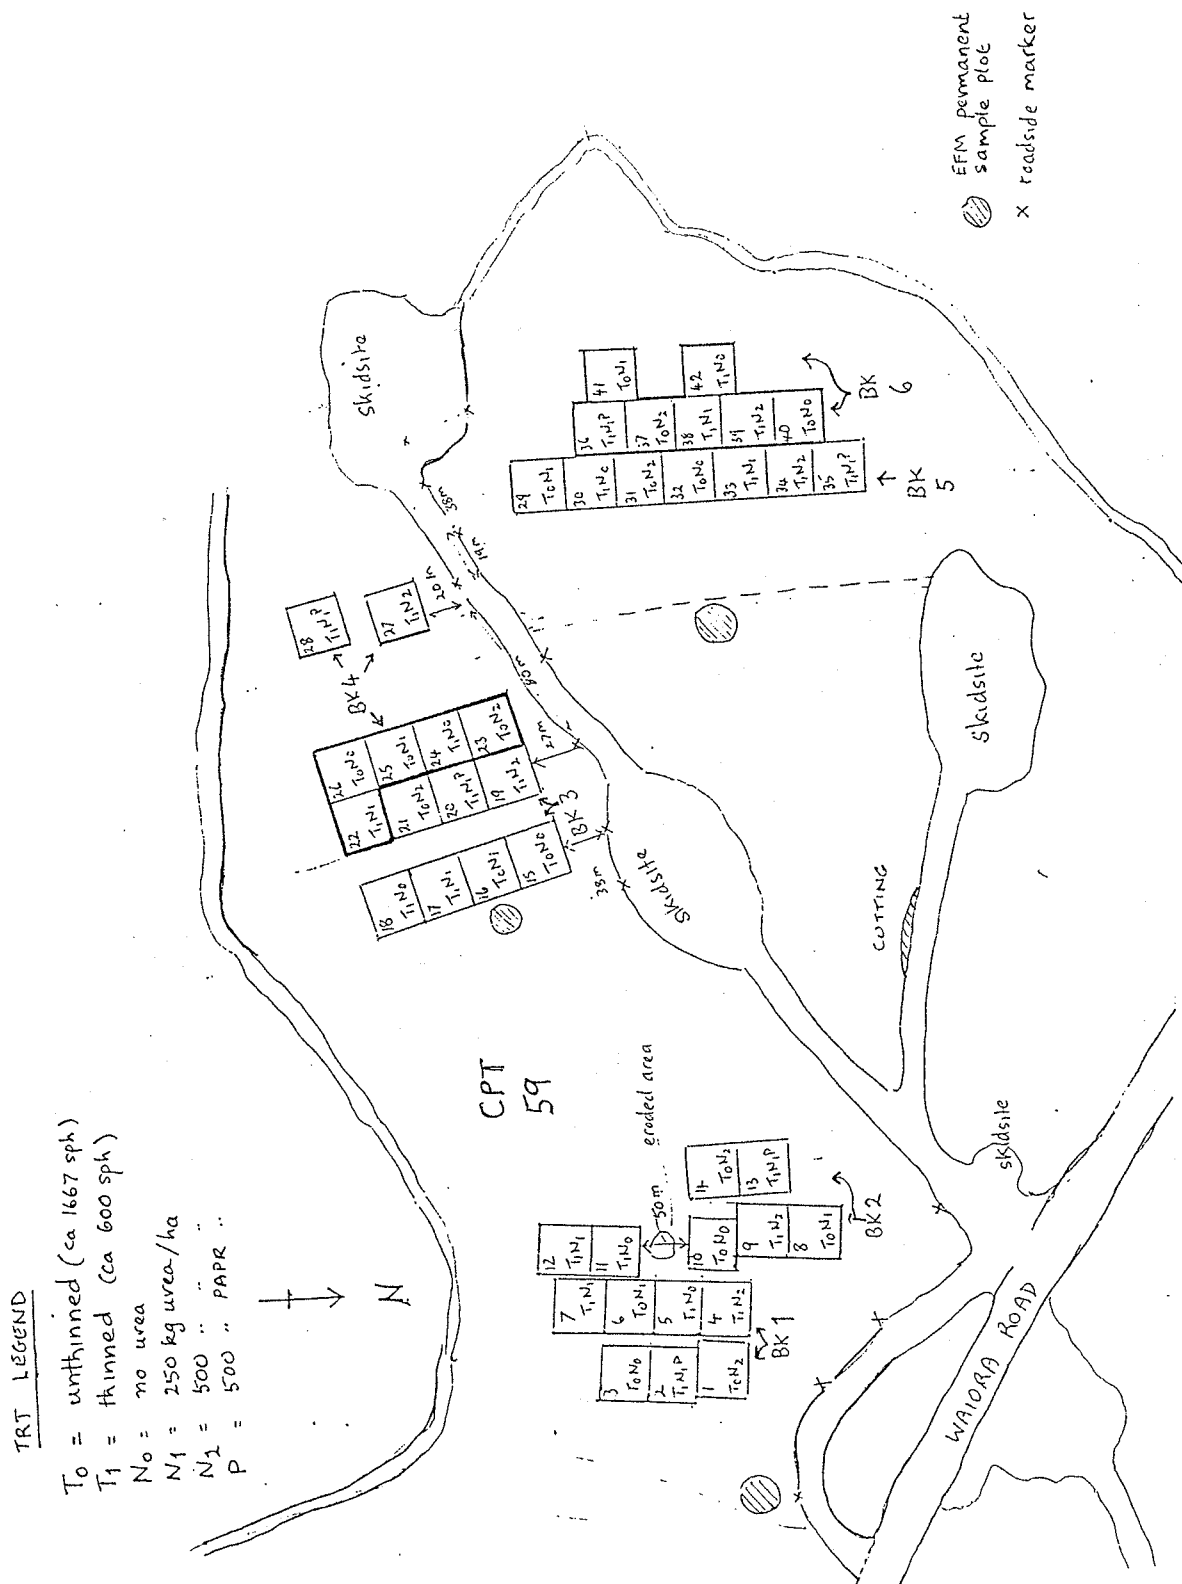 TRT LEGEND
T0 = unthinned (ca 1667 sph)
T1 = thinned (ca 600 sph)
N0 = no urea
N1 = 250 kg urea/ha
N2 = 500 " " "
P = 500 " PAPR "
N
CPT
59
Skidsite
28
T1N1P
27
T1N2
BK4
20m
14m
38m
80m
27m
26
T0N0
25
T0N1
24
T1N0
23
T0N2
22
T1N1
21
T0N2
20
T1N1P
19
T1N2
BK 3
38m
18
T1N0
17
T1N1
16
T0N1
15
T0N0
Skidsite
41
T0N1
42
T1N0
36
T1N1P
37
T0N2
38
T1N1
39
T1N2
40
T0N0
BK
6
29
T0N1
30
T1N0
31
T0N2
32
T0N0
33
T1N1
34
T1N2
35
T1N1P
BK
5
EFM permanent
sample plot
x roadside marker
Skidsite
CUTTING
skidsite
eroded area
50m
14
T0N2
13
T1N1P
12
T1N1
11
T1N0
10
T0N0
9
T1N2
8
T0N1
BK2
7
T1N1
6
T0N1
5
T1N0
4
T1N2
BK 1
3
T0N0
2
T1N1P
1
T0N2
WAIORA ROAD